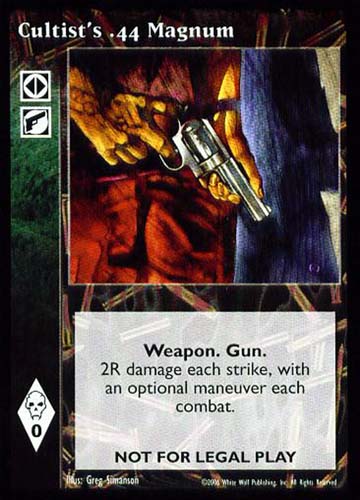 Cultist's .44 Magnum
0
Weapon. Gun.
2R damage each strike, with
an optional maneuver each
combat.
NOT FOR LEGAL PLAY
Illus: Greg Simanson ©2006 White Wolf Publishing, Inc. All Rights Reserved